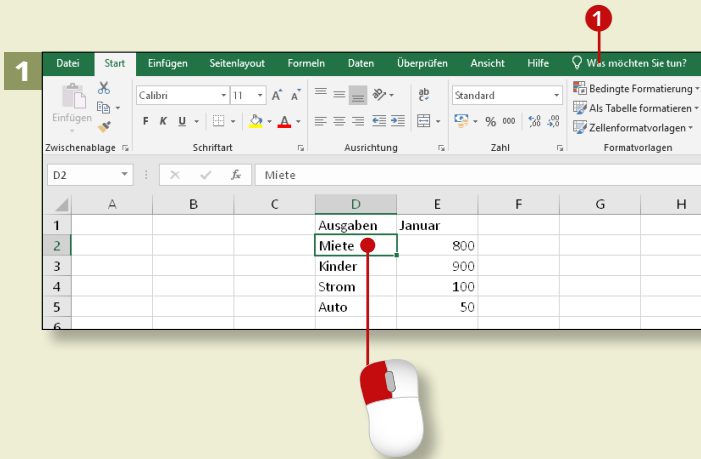 1
1
Datei Start Einfügen Seitenlayout Formeln Daten Überprüfen Ansicht Hilfe Was möchten Sie tun?
Calibri 11 A A ab Standard Bedingte Formatierung
Einfügen F K U A % 000 ,00 Als Tabelle formatieren
Zellenformatvorlagen
Zwischenablage Schriftart Ausrichtung Zahl Formatvorlagen
D2 fx Miete
A B C D E F G H
1 Ausgaben Januar
2 Miete 800
3 Kinder 900
4 Strom 100
5 Auto 50
6